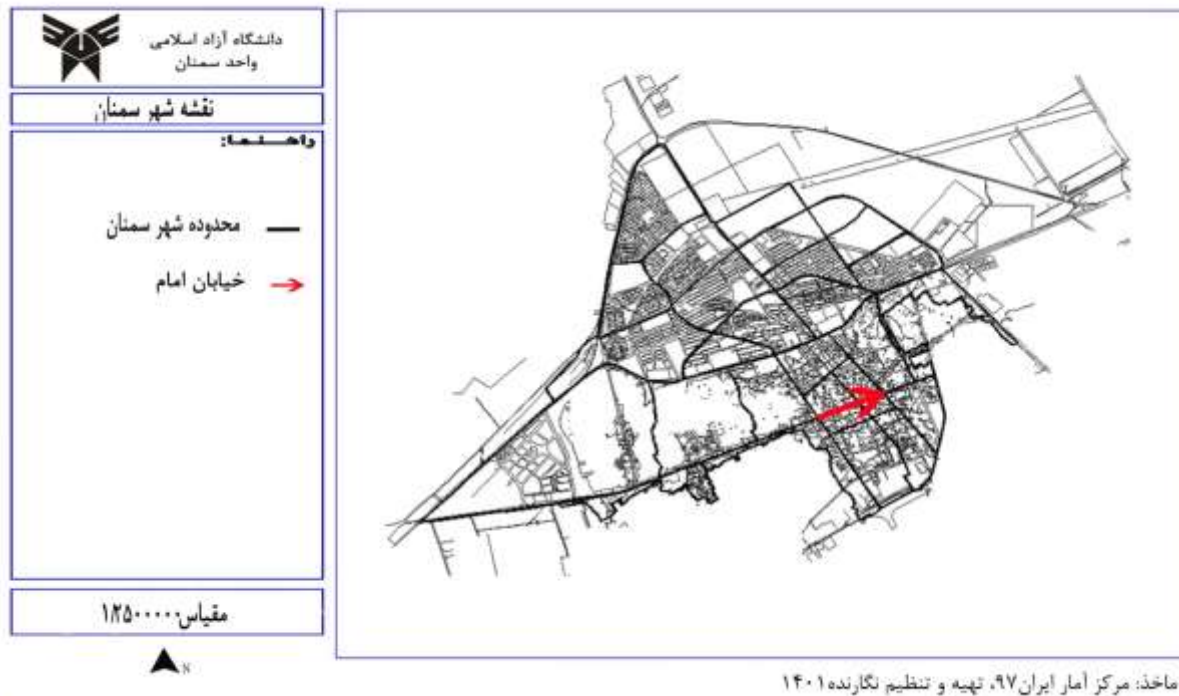 دانشگاه آزاد اسلامی
واحد سمنان
نقشه شهر سمنان
راهنما:
محدوده شهر سمنان
خیابان امام
مقیاس۱:۲۵۰۰۰۰۰
N
ماخذ: مرکز آمار ایران۹۷، تهیه و تنظیم نگارنده۱۴۰۱